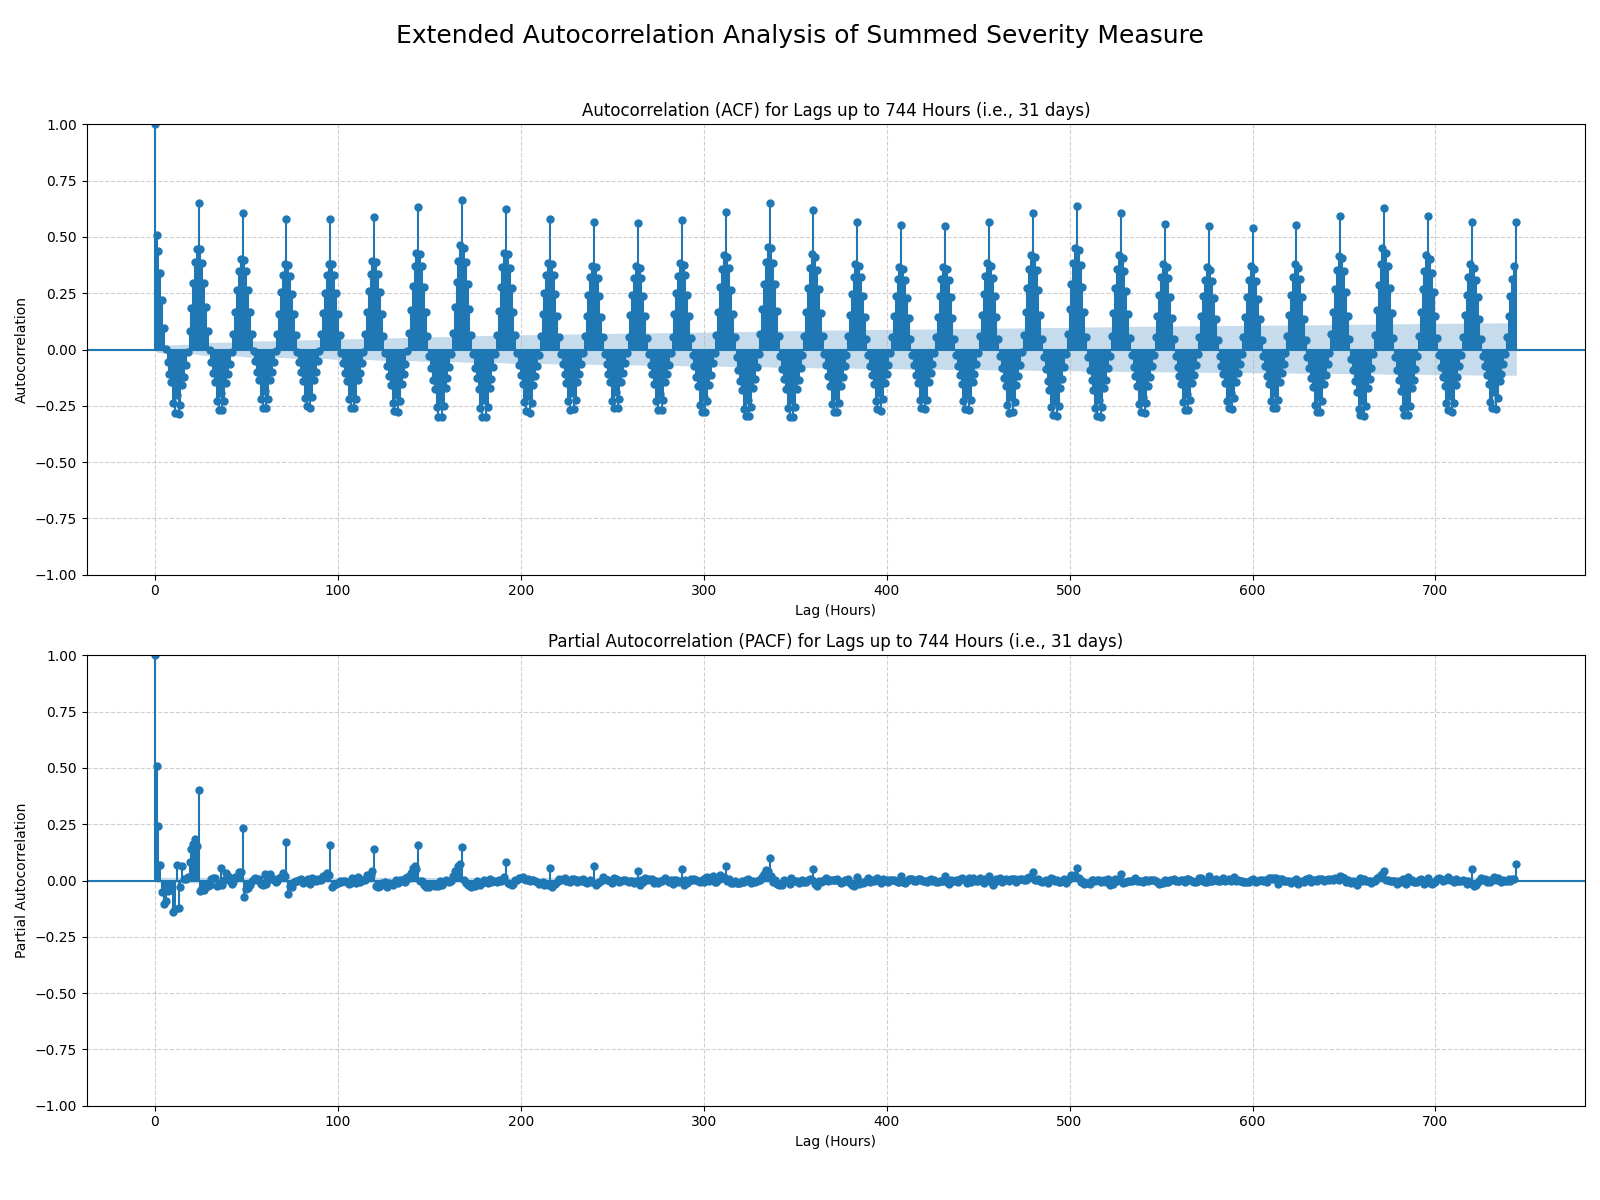 Extended Autocorrelation Analysis of Summed Severity Measure
Autocorrelation (ACF) for Lags up to 744 Hours (i.e., 31 days)
1.00
0.75
0.50
0.25
0.00
−0.25
−0.50
−0.75
−1.00
Autocorrelation
0 100 200 300 400 500 600 700
Lag (Hours)
Partial Autocorrelation (PACF) for Lags up to 744 Hours (i.e., 31 days)
1.00
0.75
0.50
0.25
0.00
−0.25
−0.50
−0.75
−1.00
Partial Autocorrelation
0 100 200 300 400 500 600 700
Lag (Hours)